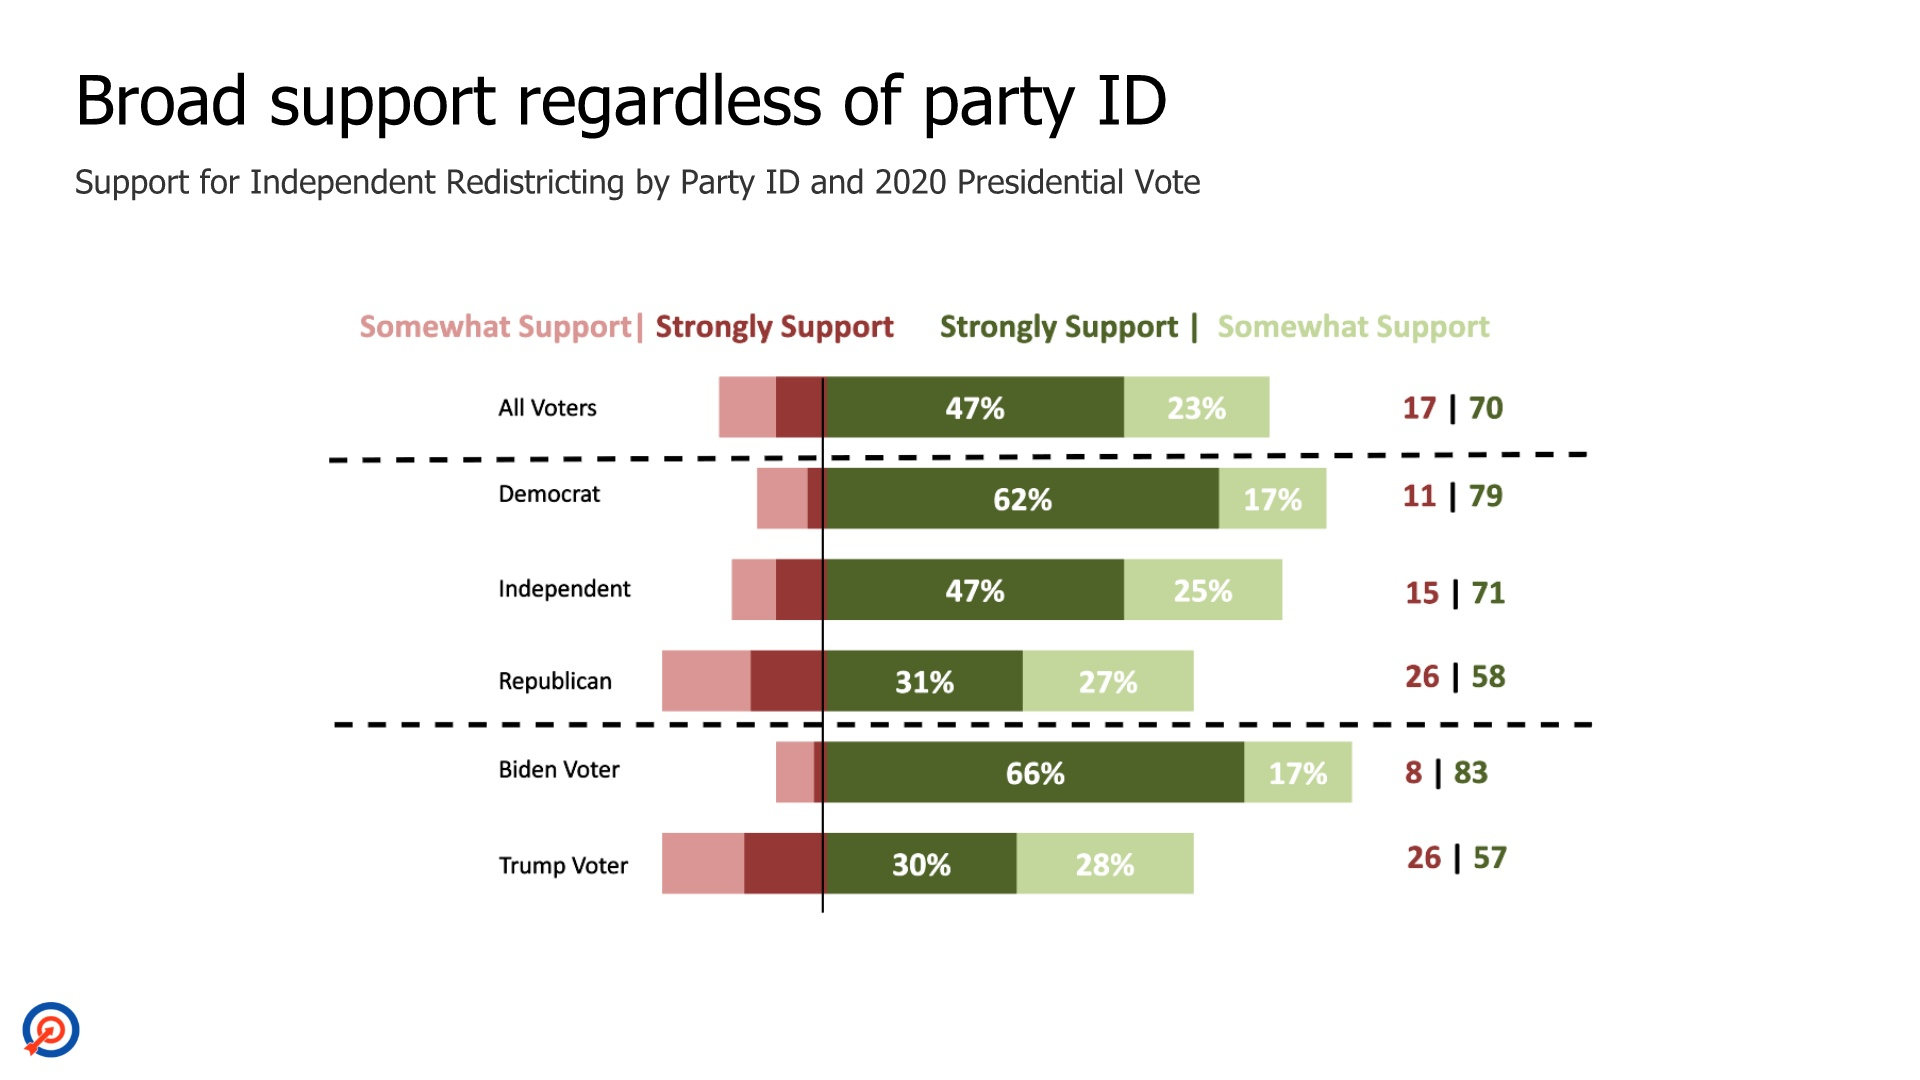 Broad support regardless of party ID
Support for Independent Redistricting by Party ID and 2020 Presidential Vote
Somewhat Support| Strongly Support Strongly Support | Somewhat Support
All Voters 47% 23% 17 | 70
Democrat 62% 17% 11 | 79
Independent 47% 25% 15 | 71
Republican 31% 27% 26 | 58
Biden Voter 66% 17% 8 | 83
Trump Voter 30% 28% 26 | 57